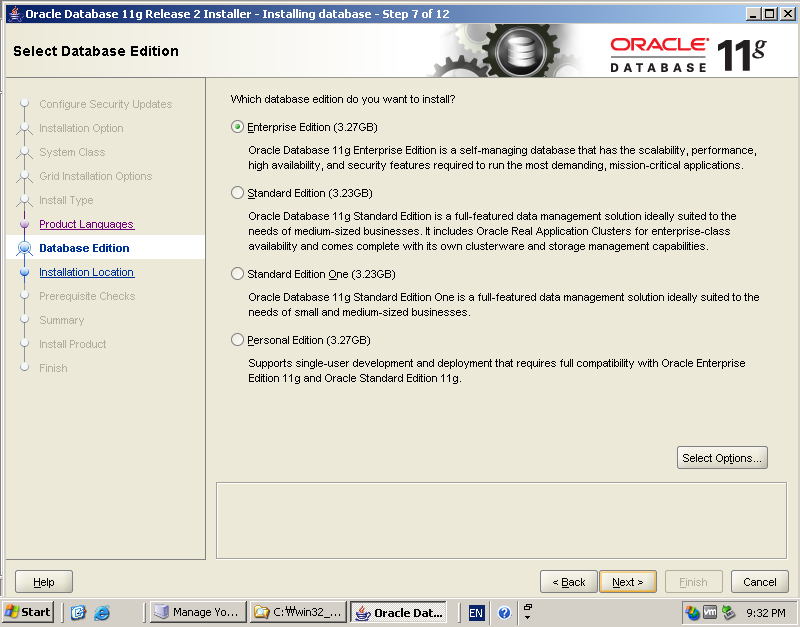 Oracle Database 11g Release 2 Installer - Installing database - Step 7 of 12
Select Database Edition
ORACLE®
DATABASE 11g
Configure Security Updates
Installation Option
System Class
Grid Installation Options
Install Type
Product Languages
Database Edition
Installation Location
Prerequisite Checks
Summary
Install Product
Finish
Which database edition do you want to install?
Enterprise Edition (3.27GB)
Oracle Database 11g Enterprise Edition is a self-managing database that has the scalability, performance,
high availability, and security features required to run the most demanding, mission-critical applications.
Standard Edition (3.23GB)
Oracle Database 11g Standard Edition is a full-featured data management solution ideally suited to the
needs of medium-sized businesses. It includes Oracle Real Application Clusters for enterprise-class
availability and comes complete with its own clusterware and storage management capabilities.
Standard Edition One (3.23GB)
Oracle Database 11g Standard Edition One is a full-featured data management solution ideally suited to the
needs of small and medium-sized businesses.
Personal Edition (3.27GB)
Supports single-user development and deployment that requires full compatibility with Oracle Enterprise
Edition 11g and Oracle Standard Edition 11g.
Select Options...
Help
< Back
Next >
Finish
Cancel
Start
Manage Yo...
C:₩win32_...
Oracle Dat...
EN
?
vm
9:32 PM